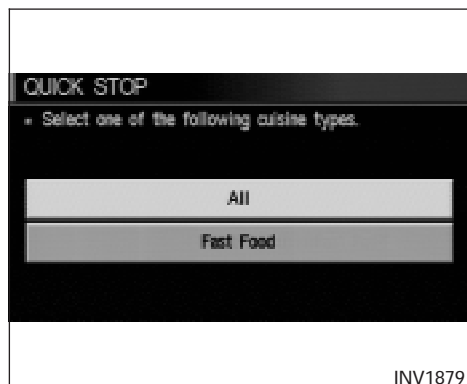 QUICK STOP
Select one of the following cuisine types.
All
Fast Food
INV1879